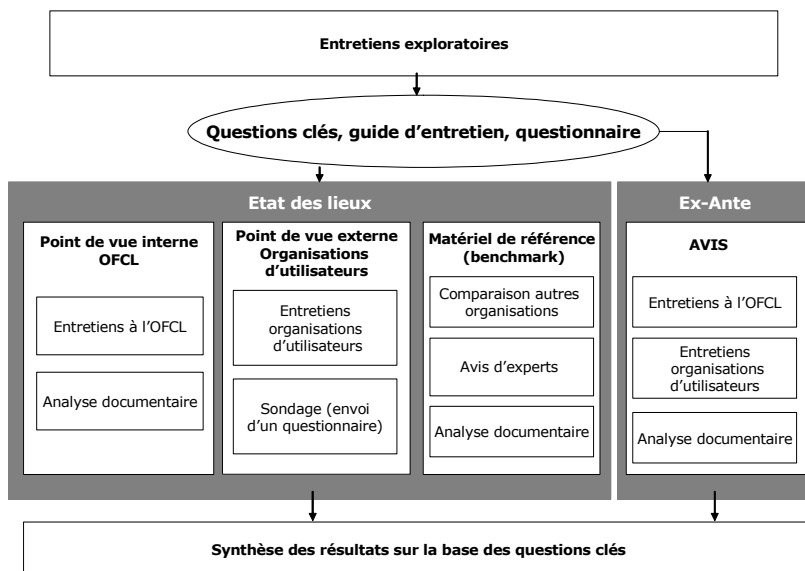 Entretiens exploratoires
Questions clés, guide d'entretien, questionnaire
Etat des lieux
Point de vue interne
OFCL
Entretiens à l'OFCL
Analyse documentaire
Point de vue externe
Organisations
d'utilisateurs
Entretiens
organisations
d'utilisateurs
Sondage (envoi
d'un questionnaire)
Matériel de référence
(benchmark)
Comparaison autres
organisations
Avis d'experts
Analyse documentaire
Ex-Ante
AVIS
Entretiens à l'OFCL
Entretiens
organisations
d'utilisateurs
Analyse documentaire
Synthèse des résultats sur la base des questions clés